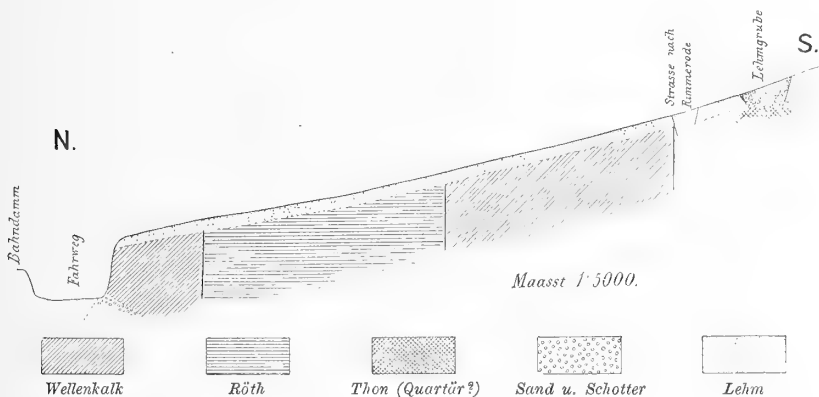 S.
Strasse nach
Rimmerode
Lehmgrube
N.
Bahndamm
Fahrweg
Maasst 1:5000.
Wellenkalk
Röth
Thon (Quartär?)
Sand u. Schotter
Lehm